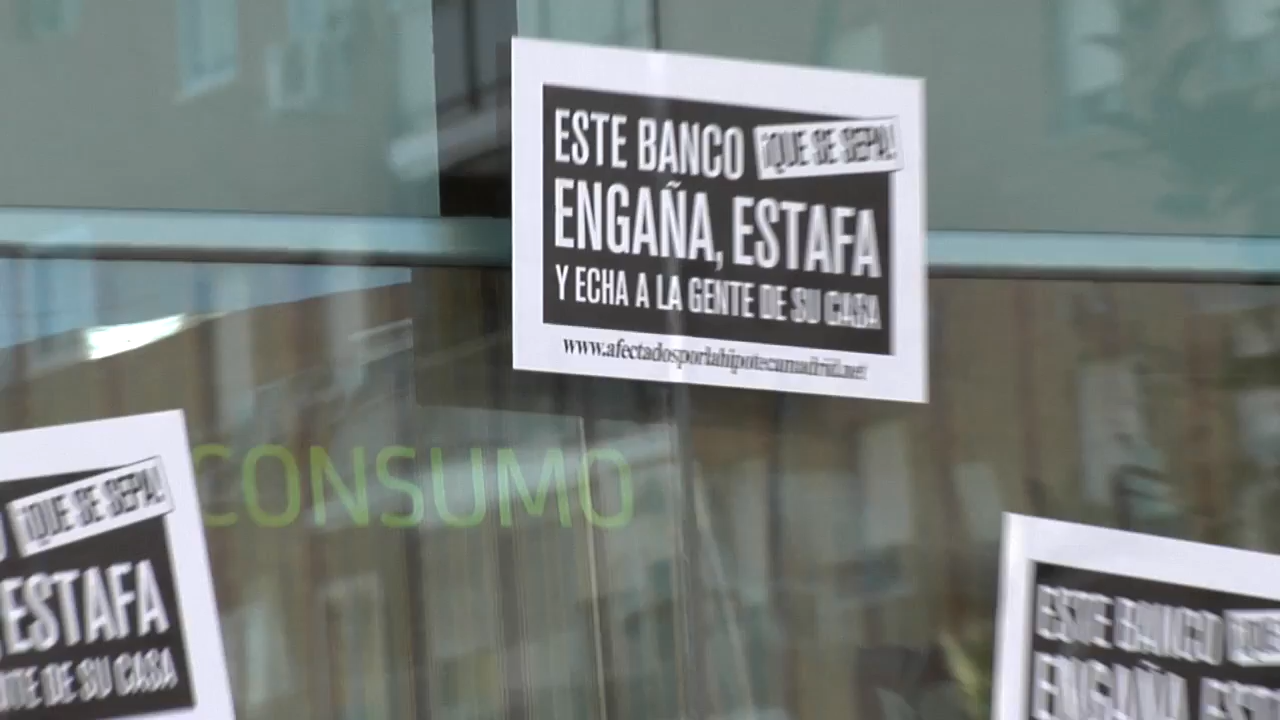 ESTE BANCO ¡QUE SE SEPA!
ENGAÑA, ESTAFA
Y ECHA A LA GENTE DE SU CASA
www.afectadosporlahipotecamadrid.net
CONSUMO
¡QUE SE SEPA!
ESTAFA
DE SU CASA
ESTE BANCO
ENGAÑA,